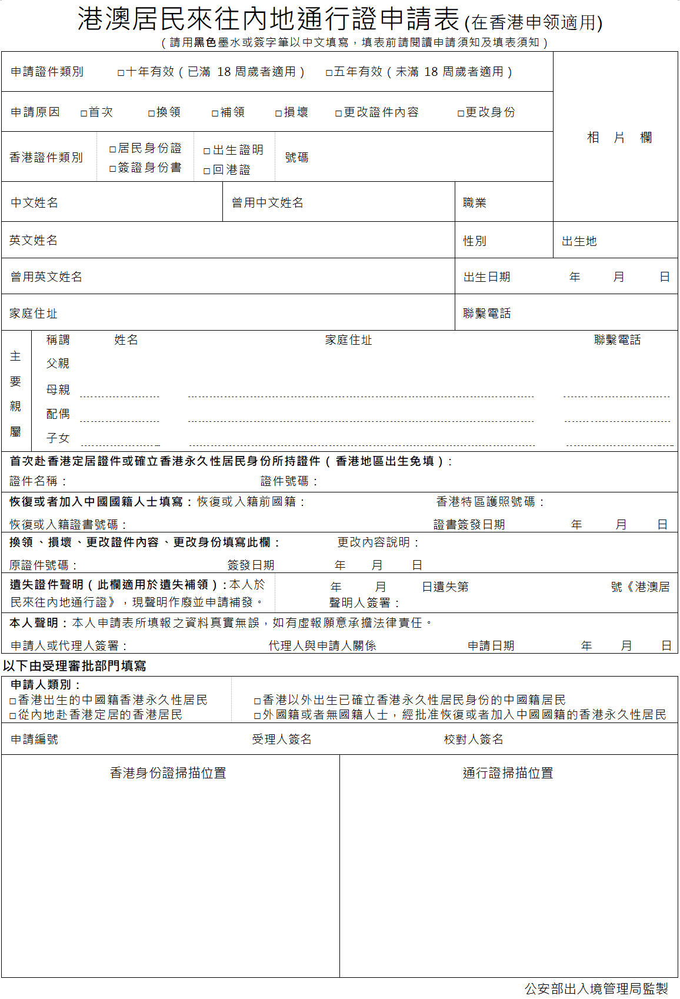 港澳居民來往內地通行證申請表(在香港申领適用)
（請用黑色墨水或簽字筆以中文填寫，填表前請閱讀申請須知及填表須知）
申請證件類別 □十年有效（已滿 18 周歲者適用） □五年有效（未滿 18 周歲者適用）
申請原因 □首次 □換領 □補領 □損壞 □更改證件內容 □更改身份
相 片 欄
香港證件類別 □居民身份證 □出生證明 號碼
□簽證身份書 □回港證
中文姓名 曾用中文姓名 職業
英文姓名 性別 出生地
曾用英文姓名 出生日期 年 月 日
家庭住址 聯繫電話
主要親屬
稱謂 姓名 家庭住址 聯繫電話
父親
母親
配偶
子女
首次赴香港定居證件或確立香港永久性居民身份所持證件（香港地區出生免填）：
證件名稱： 證件號碼：
恢復或者加入中國國籍人士填寫：恢復或入籍前國籍： 香港特區護照號碼：
恢復或入籍證書號碼： 證書簽發日期 年 月 日
換領、損壞、更改證件內容、更改身份填寫此欄： 更改內容說明：
原證件號碼： 簽發日期 年 月 日
遺失證件聲明（此欄適用於遺失補領）:本人於 年 月 日遺失第 號《港澳居
民來往內地通行證》，現聲明作廢並申請補發。 聲明人簽署：
本人聲明：本人申請表所填報之資料真實無誤，如有虛報願意承擔法律責任。
申請人或代理人簽署： 代理人與申請人關係 申請日期 年 月 日
以下由受理審批部門填寫
申請人類別：
□香港出生的中國籍香港永久性居民 □香港以外出生已確立香港永久性居民身份的中國籍居民
□從內地赴香港定居的香港居民 □外國籍或者無國籍人士，經批准恢復或者加入中國國籍的香港永久性居民
申請編號 受理人簽名 校對人簽名
香港身份證掃描位置 通行證掃描位置
公安部出入境管理局監製